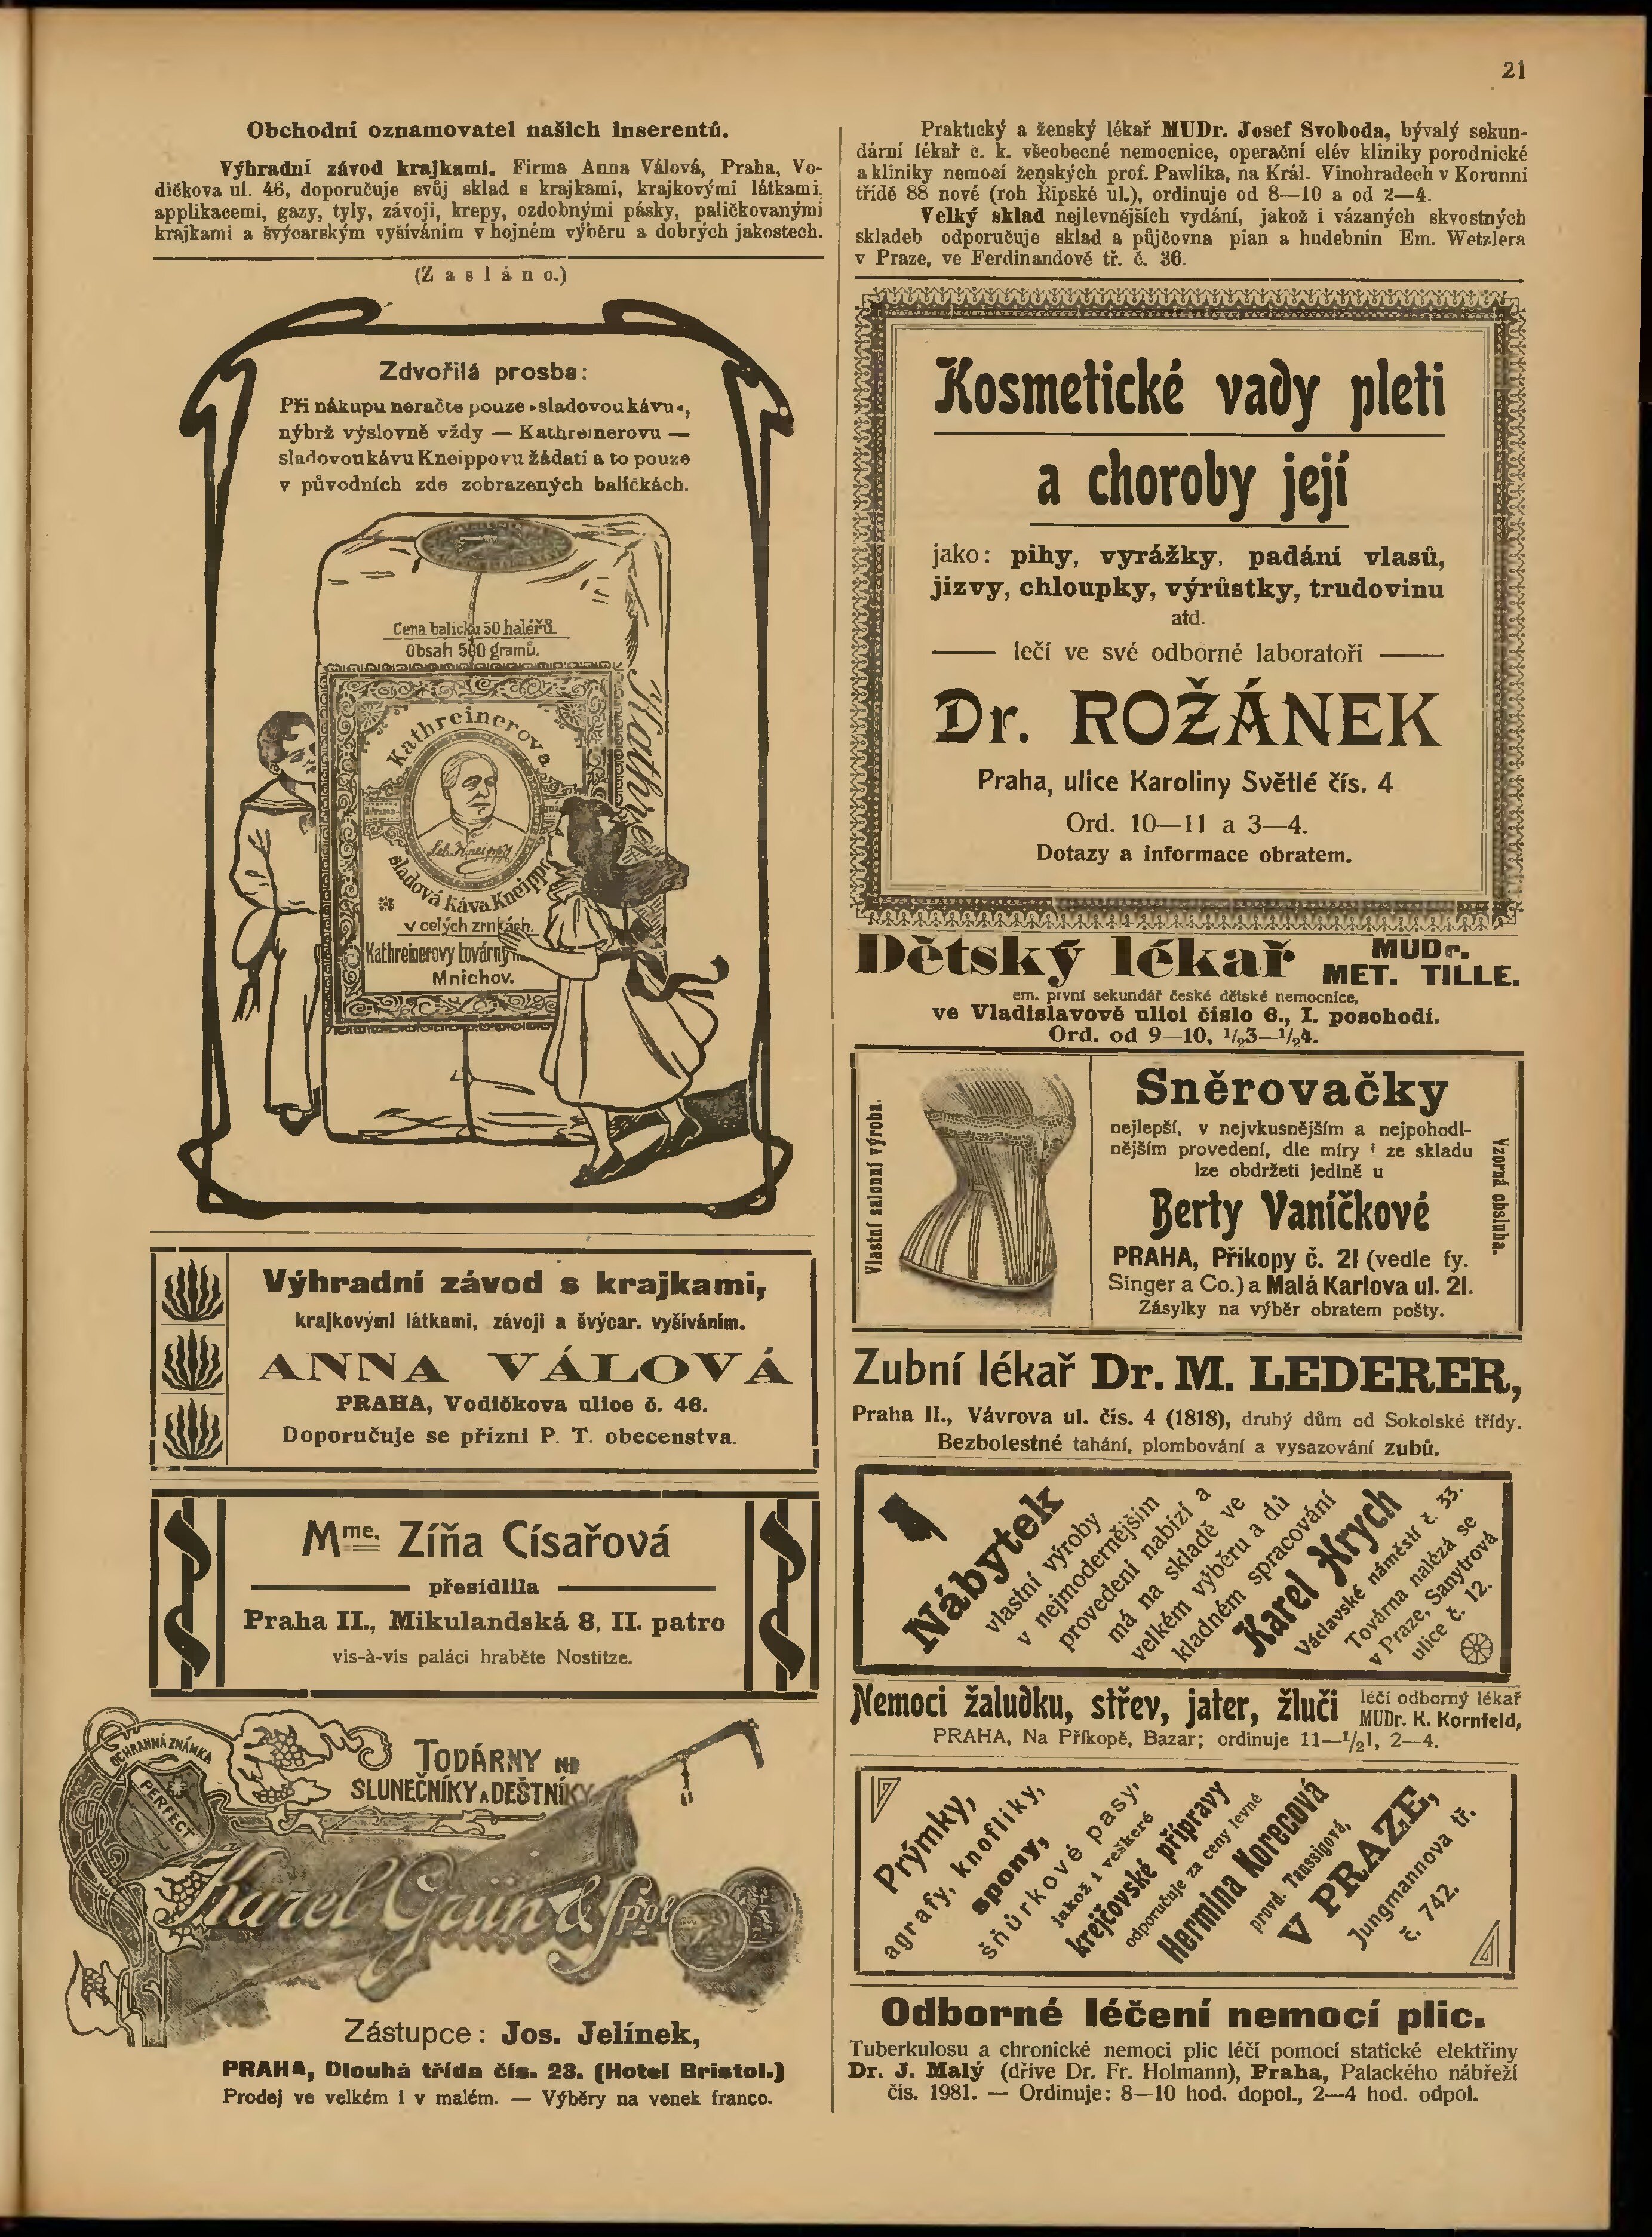 21
Obchodní oznamovatel našich inserentů.
Výhradní závod krajkami. Firma Anna Válová, Praha, Vo-
dičkova ul. 46, doporučuje svůj sklad s krajkami, krajkovými látkami,
applikacemi, gazy, tyly, závoji, krepy, ozdobnými pásky, paličkovanými
krajkami a švýcarským vyšíváním v hojném výběru a dobrých jakostech.
(Zasláno.)
Zdvořilá prosba:
Při nákupu neračte pouze »sladovou kávu«,
nýbrž výslovně vždy — Kathreinerovu —
sladovou kávu Kneippovu žádati a to pouze
v původních zde zobrazených balíčkách.
Cena balíčku 50 haléřů.
Obsah 500 gramů.
Kathreinerova
Seb. Kneipp
sladová káva Kneipp
v celých zrnkách.
Kathreinerovy továrny
Mnichov.
Kathre
Výhradní závod s krajkami,
krajkovými látkami, závoji a švýcar. vyšíváním.
ANNA VÁLOVÁ
PRAHA, Vodičkova ulice č. 46.
Doporučuje se přízni P. T. obecenstva.
Mme. Zíňa Císařová
přesídlila
Praha II., Mikulandská 8, II. patro
vis-à-vis paláci hraběte Nostitze.
OCHRANNÁ ZNÁMKA
PERFECT
TOVÁRNY NA
SLUNEČNÍKY A DEŠTNÍKY
Karel Grün & Spol.
Zástupce: Jos. Jelínek,
PRAHA, Dlouhá třída čís. 23. (Hotel Bristol.)
Prodej ve velkém i v malém. — Výběry na venek franco.
Praktický a ženský lékař MUDr. Josef Svoboda, bývalý sekun-
dární lékař c. k. všeobecné nemocnice, operační elév kliniky porodnické
a kliniky nemocí ženských prof. Pawlíka, na Král. Vinohradech v Korunní
třídě 88 nové (roh Řipské ul.), ordinuje od 8—10 a od 2—4.
Velký sklad nejlevnějších vydání, jakož i vázaných skvostných
skladeb odporučuje sklad a půjčovna pian a hudebnin Em. Wetzlera
v Praze, ve Ferdinandově tř. č. 36.
Kosmetické vady pleti
a choroby její
jako: pihy, vyrážky, padání vlasů,
jizvy, chloupky, výrůstky, trudovinu
atd.
léčí ve své odborné laboratoři
Dr. ROŽÁNEK
Praha, ulice Karoliny Světlé čís. 4
Ord. 10—11 a 3—4.
Dotazy a informace obratem.
Dětský lékař MUDr.
MET. TILLE.
em. první sekundář české dětské nemocnice,
ve Vladislavově ulici číslo 6., I. poschodí.
Ord. od 9—10, 1/23—1/24.
Vlastní salonní výroba.
Sněrovačky
nejlepší, v nejvkusnějším a nejpohodl-
nějším provedení, dle míry i ze skladu
lze obdržeti jedině u
Berty Vaníčkové
PRAHA, Příkopy č. 21 (vedle fy.
Singer a Co.) a Malá Karlova ul. 21.
Zásylky na výběr obratem pošty.
Vzorná obsluha.
Zubní lékař Dr. M. LEDERER,
Praha II., Vávrova ul. čís. 4 (1818), druhý dům od Sokolské třídy.
Bezbolestné tahání, plombování a vysazování zubů.
Nábytek
vlastní výroby
v nejmodernějším
provedení nabízí a
má na skladě ve
velkém výběru a dů
kladném spracování
Karel Hrych
Václavské náměstí č. 33.
Továrna nalézá se
v Praze, Sanytrová
ulice č. 12.
Nemoci žaludku, střev, jater, žluči léčí odborný lékař
MUDr. K. Kornfeld,
PRAHA, Na Příkopě, Bazar; ordinuje 11—1/21, 2—4.
Prýmky,
agrafy, knoflíky,
spony,
šňůrkové pasy,
jakož i veškeré
krejčovské přípravy
odporučuje za ceny levné
Hermina Korecová
provd. Taussigová,
V PRAZE,
Jungmannova tř.
č. 742.
Odborné léčení nemocí plic.
Tuberkulosu a chronické nemoci plic léčí pomocí statické elektřiny
Dr. J. Malý (dříve Dr. Fr. Holmann), Praha, Palackého nábřeží
čís. 1981. — Ordinuje: 8—10 hod. dopol., 2—4 hod. odpol.